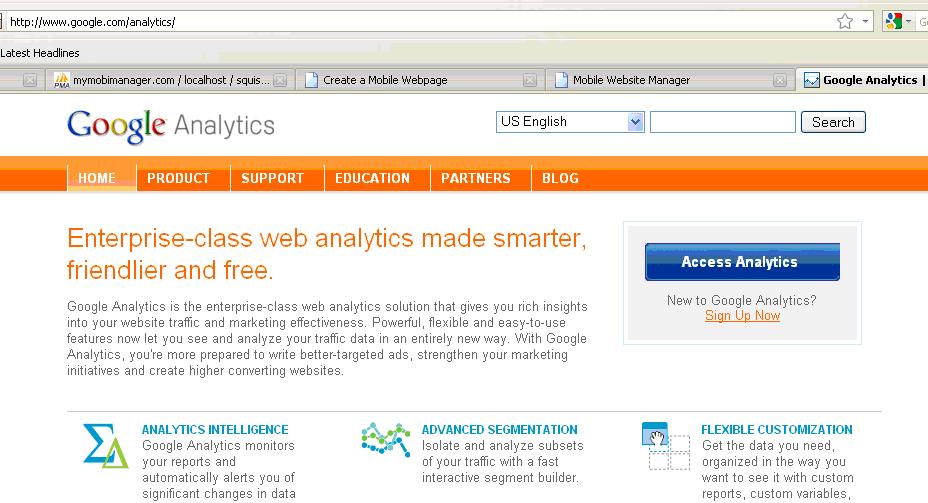 http://www.google.com/analytics/
Latest Headlines
PMA mymobimanager.com / localhost / squis... Create a Mobile Webpage Mobile Website Manager Google Analytics |
Google Analytics US English Search
HOME PRODUCT SUPPORT EDUCATION PARTNERS BLOG
Enterprise-class web analytics made smarter,
friendlier and free.
Google Analytics is the enterprise-class web analytics solution that gives you rich insights
into your website traffic and marketing effectiveness. Powerful, flexible and easy-to-use
features now let you see and analyze your traffic data in an entirely new way. With Google
Analytics, you're more prepared to write better-targeted ads, strengthen your marketing
initiatives and create higher converting websites.
Access Analytics
New to Google Analytics?
Sign Up Now
ANALYTICS INTELLIGENCE
Google Analytics monitors
your reports and
automatically alerts you of
significant changes in data
ADVANCED SEGMENTATION
Isolate and analyze subsets
of your traffic with a fast
interactive segment builder.
FLEXIBLE CUSTOMIZATION
Get the data you need,
organized in the way you
want to see it with custom
reports, custom variables,